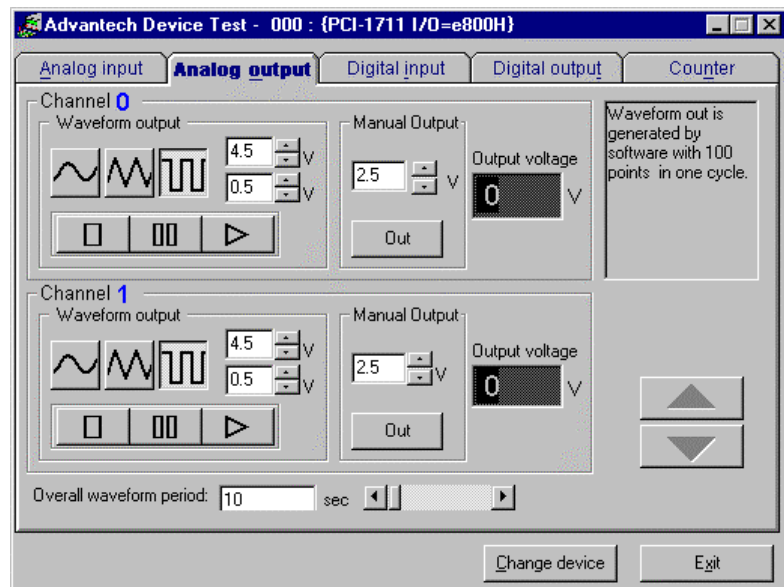 Advantech Device Test - 000 : {PCI-1711 I/O=e800H}
Analog input
Analog output
Digital input
Digital output
Counter
Channel 0
Waveform output
4.5 V
0.5 V
Manual Output
2.5 V
Out
Output voltage
0 V
Waveform out is
generated by
software with 100
points in one cycle.
Channel 1
Waveform output
4.5 V
0.5 V
Manual Output
2.5 V
Out
Output voltage
0 V
Overall waveform period: 10 sec
Change device
Exit